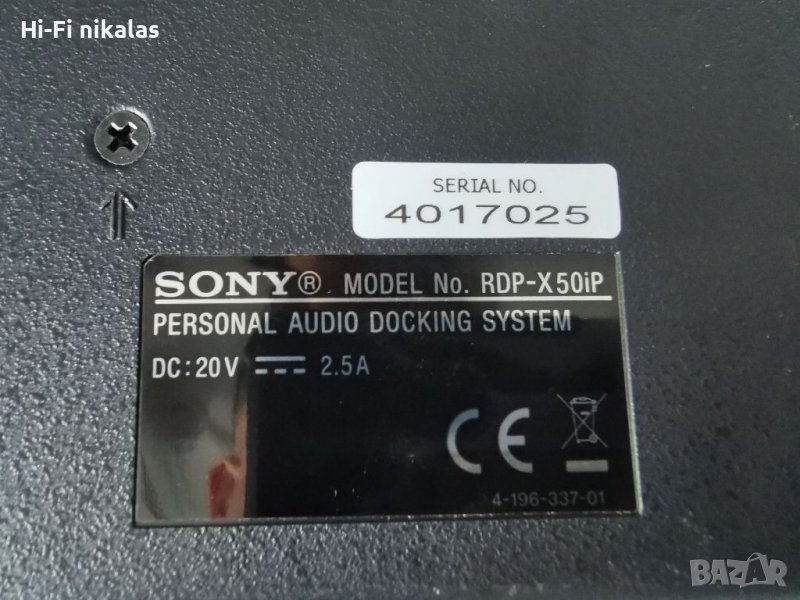 Hi-Fi nikalas
SERIAL NO.
4017025
SONY® MODEL No. RDP-X50iP
PERSONAL AUDIO DOCKING SYSTEM
DC:20V ⎓ 2.5A
CE
4-196-337-01
BAZAR